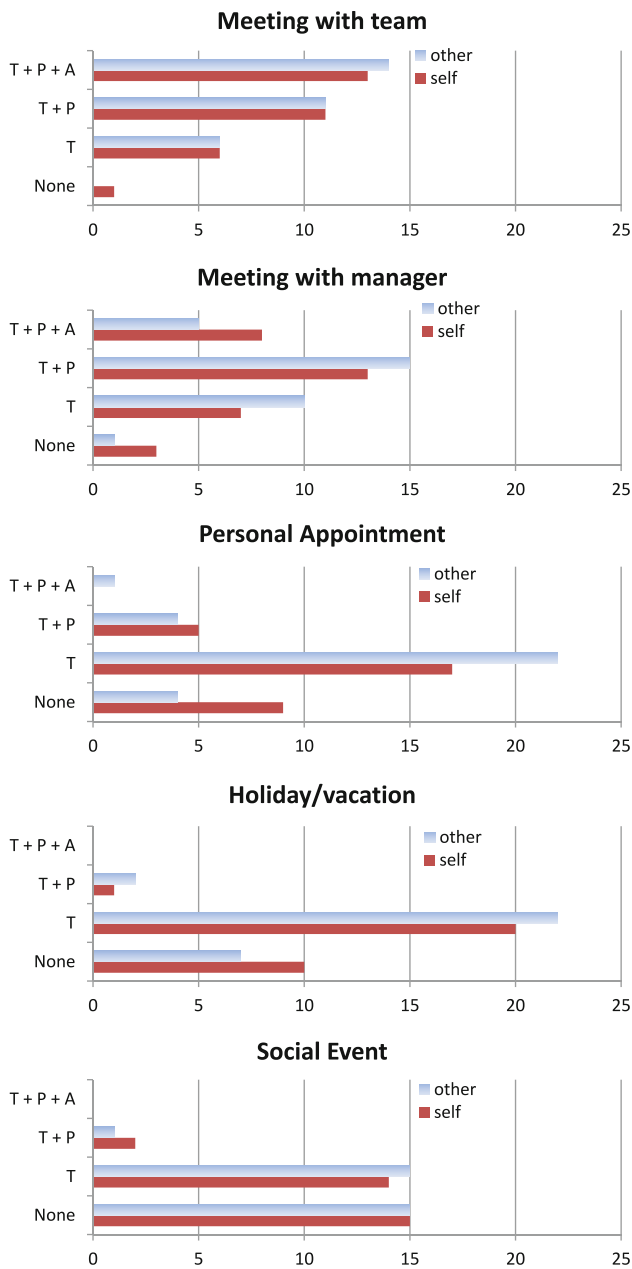 Meeting with team
other
self
T + P + A
T + P
T
None
0 5 10 15 20 25
Meeting with manager
other
self
T + P + A
T + P
T
None
0 5 10 15 20 25
Personal Appointment
other
self
T + P + A
T + P
T
None
0 5 10 15 20 25
Holiday/vacation
other
self
T + P + A
T + P
T
None
0 5 10 15 20 25
Social Event
other
self
T + P + A
T + P
T
None
0 5 10 15 20 25